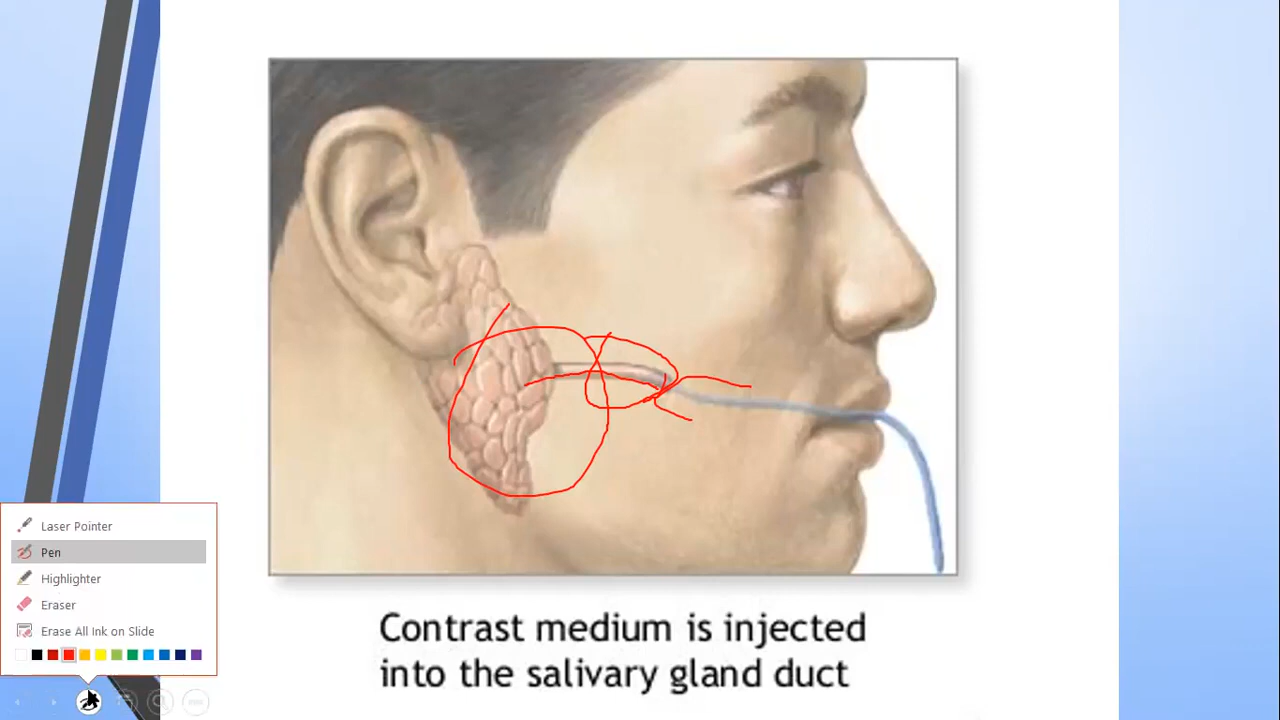 Laser Pointer
Pen
Highlighter
Eraser
Erase All Ink on Slide
Contrast medium is injected
into the salivary gland duct